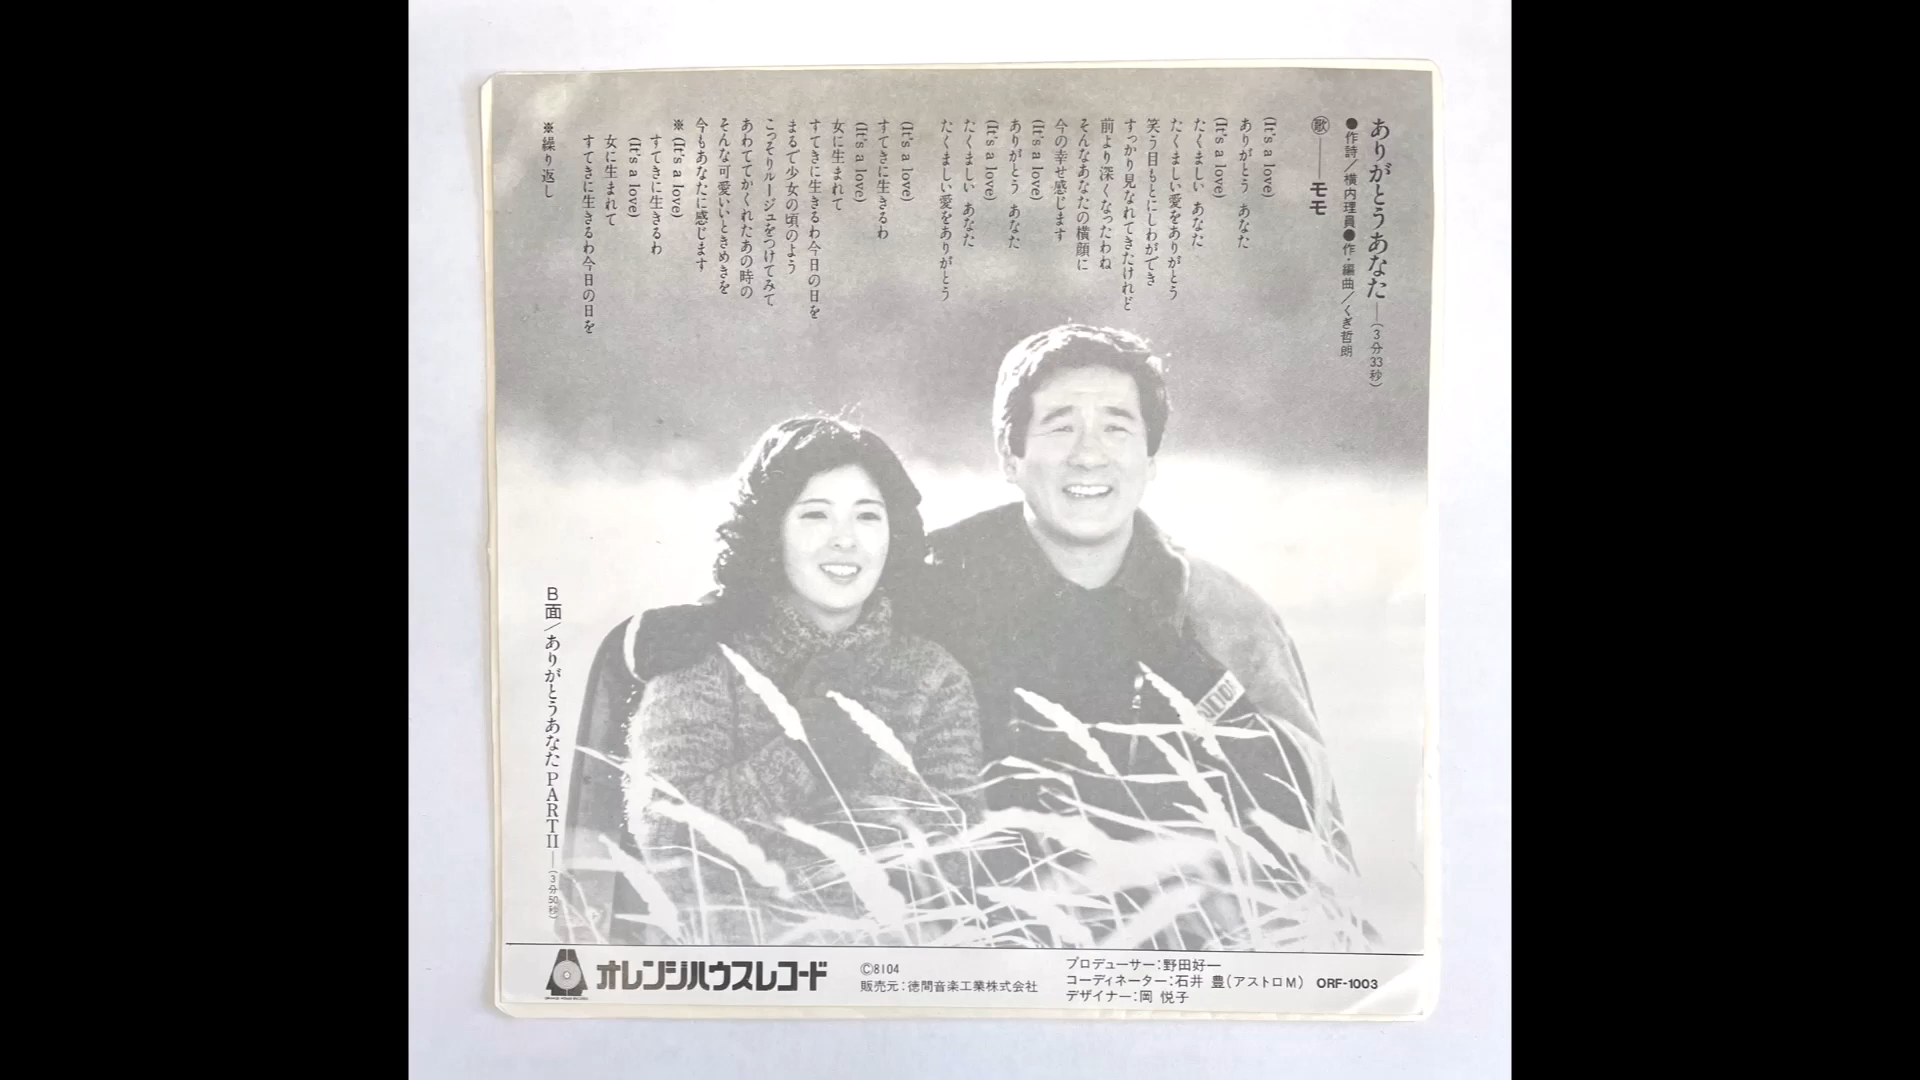 ありがとうあなた——(3分33秒)
●作詩／横内理員●作・編曲／くぎ哲朗
歌——モモ
(It's a love)
ありがとう あなた
(It's a love)
たくましい あなた
たくましい愛をありがとう
笑う目もとにしわができ
すっかり見なれてきたけれど
前より深くなったわね
そんなあなたの横顔に
今の幸せ感じます
(It's a love)
ありがとう あなた
(It's a love)
たくましい あなた
たくましい愛をありがとう
(It's a love)
すてきに生きるわ
(It's a love)
女に生まれて
すてきに生きるわ今日の日を
まるで少女の頃のよう
こっそりルージュをつけてみて
あわててかくれたあの時の
そんな可愛いいときめきを
今もあなたに感じます
※(It's a love)
すてきに生きるわ
(It's a love)
女に生まれて
すてきに生きるわ今日の日を
※繰り返し
B面／ありがとうあなた PARTII——(3分50秒)
オレンジハウスレコード
©8104
販売元：徳間音楽工業株式会社
プロデューサー：野田好一
コーディネーター：石井 豊(アストロM)
デザイナー：岡 悦子
ORF-1003